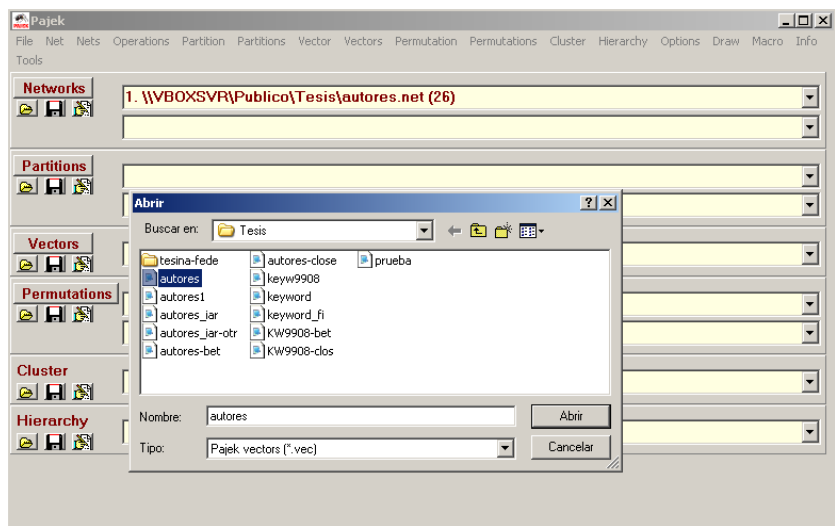 Pajek
File Net Nets Operations Partition Partitions Vector Vectors Permutation Permutations Cluster Hierarchy Options Draw Macro Info
Tools
Networks
1. \\VBOXSVR\Publico\Tesis\autores.net (26)
Partitions
Abrir
Buscar en: Tesis
Vectors
tesina-fede autores-close prueba
autores keyw9908
Permutations
autores1 keyword
autores_iar keyword_fi
autores_iar-otr KW9908-bet
autores-bet KW9908-clos
Cluster
Hierarchy
Nombre: autores Abrir
Tipo: Pajek vectors (*.vec) Cancelar